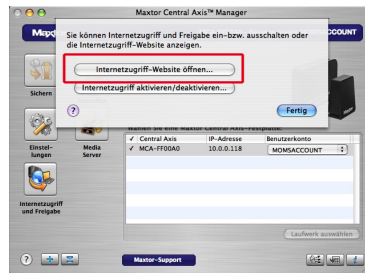 Maxtor Central Axis™ Manager
Sie können Internetzugriff und Freigabe ein-bzw. ausschalten oder
die Internetzugriff-Website anzeigen.
Internetzugriff-Website öffnen...
Internetzugriff aktivieren/deaktivieren...
? Fertig
Sichern
Wählen Sie eine Maxtor Central Axis-Festplatte:
✓ Central Axis IP-Adresse Benutzerkonto
✓ MCA-FF00A0 10.0.0.118 MOMSACCOUNT
Einstel-
lungen
Media
Server
Internetzugriff
und Freigabe
Laufwerk auswählen
? Maxtor-Support